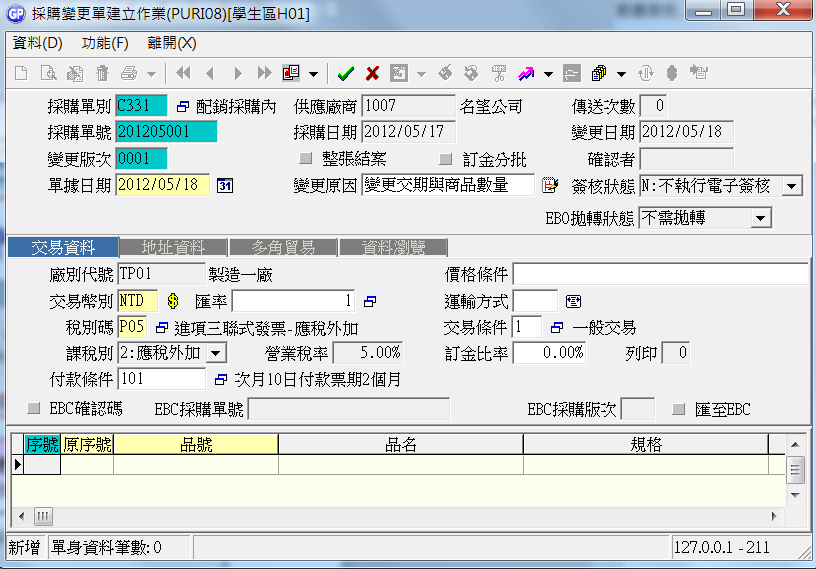 GP 採購變更單建立作業(PURI08)[學生區H01]
資料(D) 功能(F) 離開(X)
採購單別 C331 配銷採購內 供應廠商 1007 名望公司 傳送次數 0
採購單號 201205001 採購日期 2012/05/17 變更日期 2012/05/18
變更版次 0001 整張結案 訂金分批 確認者
單據日期 2012/05/18 31 變更原因 變更交期與商品數量 簽核狀態 N:不執行電子簽核
EBO拋轉狀態 不需拋轉
交易資料 地址資料 多角貿易 資料瀏覽
廠別代號 TP01 製造一廠 價格條件
交易幣別 NTD 匯率 1 運輸方式
稅別碼 P05 進項三聯式發票-應稅外加 交易條件 1 一般交易
課稅別 2:應稅外加 營業稅率 5.00% 訂金比率 0.00% 列印 0
付款條件 101 次月10日付款票期2個月
EBC確認碼 EBC採購單號 EBC採購版次 匯至EBC
序號 原序號 品號 品名 規格
新增 單身資料筆數: 0 127.0.0.1 - 211